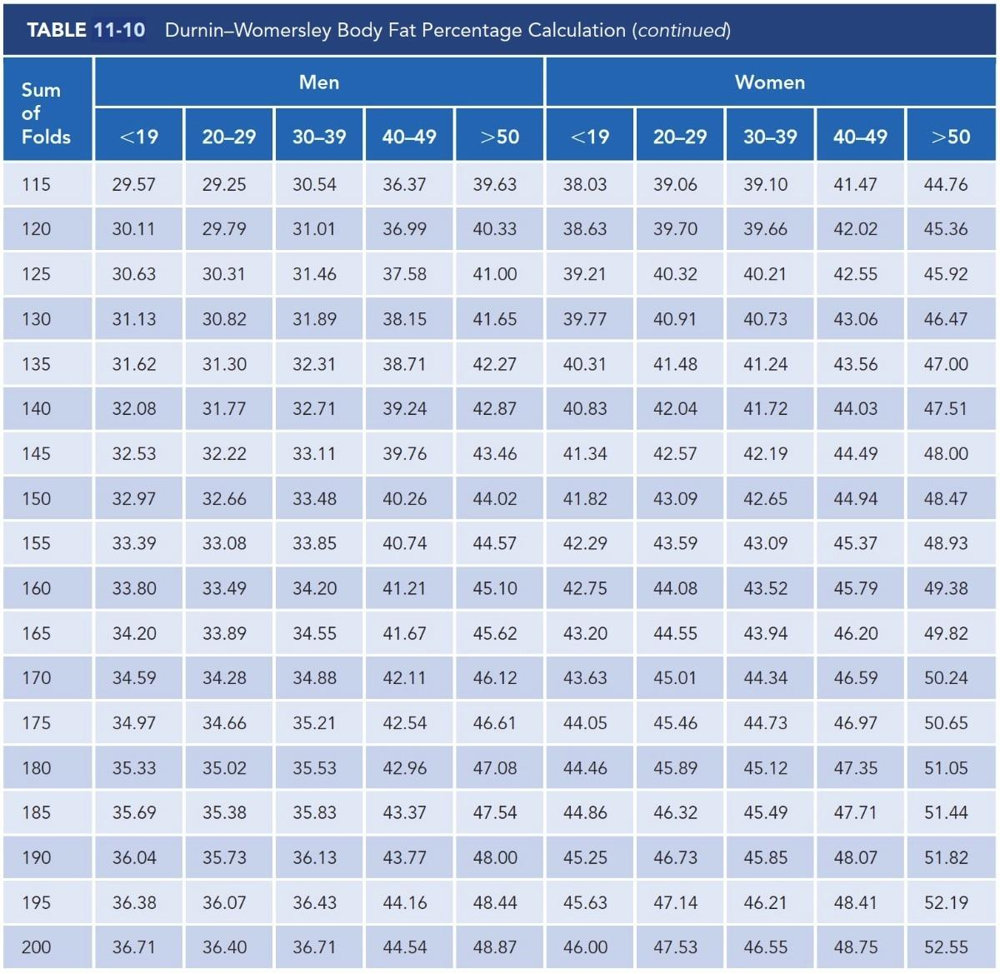 TABLE 11-10 Durnin–Womersley Body Fat Percentage Calculation (continued)
Sum of Folds Men Women
<19 20–29 30–39 40–49 >50 <19 20–29 30–39 40–49 >50
115 29.57 29.25 30.54 36.37 39.63 38.03 39.06 39.10 41.47 44.76
120 30.11 29.79 31.01 36.99 40.33 38.63 39.70 39.66 42.02 45.36
125 30.63 30.31 31.46 37.58 41.00 39.21 40.32 40.21 42.55 45.92
130 31.13 30.82 31.89 38.15 41.65 39.77 40.91 40.73 43.06 46.47
135 31.62 31.30 32.31 38.71 42.27 40.31 41.48 41.24 43.56 47.00
140 32.08 31.77 32.71 39.24 42.87 40.83 42.04 41.72 44.03 47.51
145 32.53 32.22 33.11 39.76 43.46 41.34 42.57 42.19 44.49 48.00
150 32.97 32.66 33.48 40.26 44.02 41.82 43.09 42.65 44.94 48.47
155 33.39 33.08 33.85 40.74 44.57 42.29 43.59 43.09 45.37 48.93
160 33.80 33.49 34.20 41.21 45.10 42.75 44.08 43.52 45.79 49.38
165 34.20 33.89 34.55 41.67 45.62 43.20 44.55 43.94 46.20 49.82
170 34.59 34.28 34.88 42.11 46.12 43.63 45.01 44.34 46.59 50.24
175 34.97 34.66 35.21 42.54 46.61 44.05 45.46 44.73 46.97 50.65
180 35.33 35.02 35.53 42.96 47.08 44.46 45.89 45.12 47.35 51.05
185 35.69 35.38 35.83 43.37 47.54 44.86 46.32 45.49 47.71 51.44
190 36.04 35.73 36.13 43.77 48.00 45.25 46.73 45.85 48.07 51.82
195 36.38 36.07 36.43 44.16 48.44 45.63 47.14 46.21 48.41 52.19
200 36.71 36.40 36.71 44.54 48.87 46.00 47.53 46.55 48.75 52.55